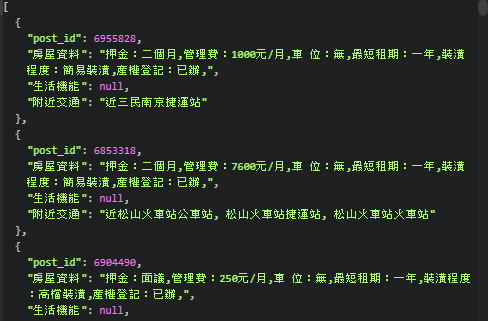 [
{
"post_id": 6955828,
"房屋資料": "押金：二個月,管理費：1000元/月,車 位：無,最短租期：一年,裝潢
程度：簡易裝潢,產權登記：已辦,",
"生活機能": null,
"附近交通": "近三民南京捷運站"
},
{
"post_id": 6853318,
"房屋資料": "押金：二個月,管理費：7600元/月,車 位：無,最短租期：一年,裝潢
程度：簡易裝潢,產權登記：已辦,",
"生活機能": null,
"附近交通": "近松山火車站公車站, 松山火車站捷運站, 松山火車站火車站"
},
{
"post_id": 6904490,
"房屋資料": "押金：面議,管理費：250元/月,車 位：無,最短租期：一年,裝潢程度
：高檔裝潢,產權登記：已辦,",
"生活機能": null,